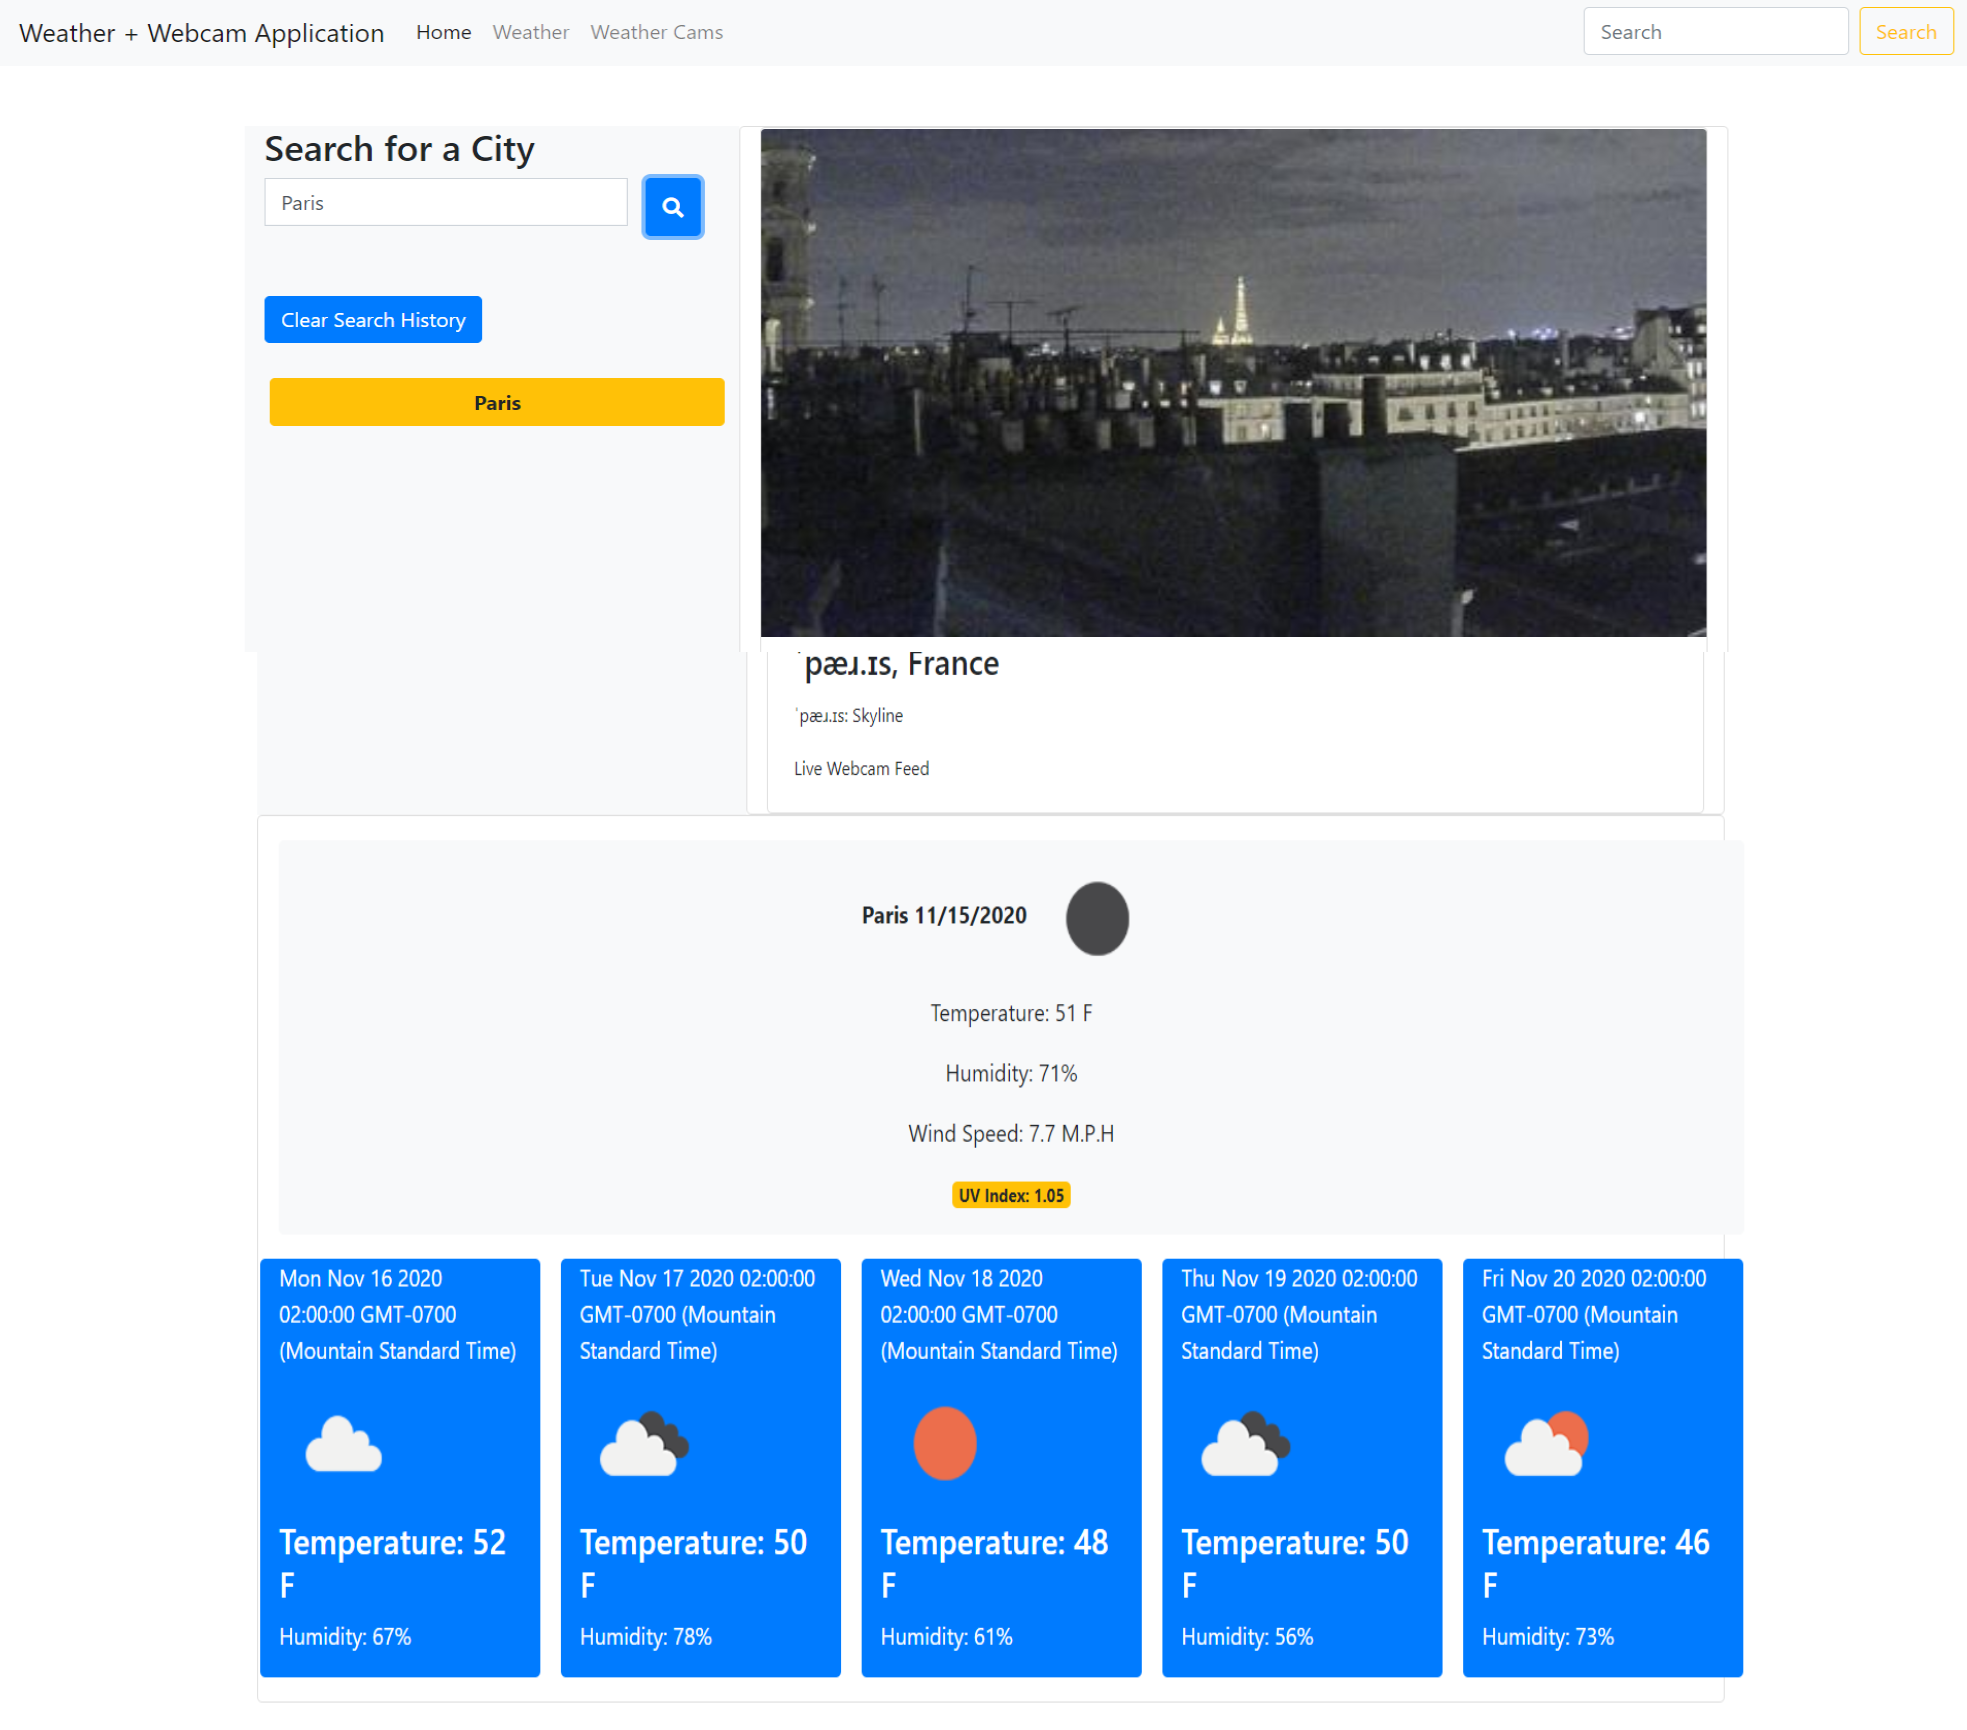 Weather + Webcam Application Home Weather Weather Cams Search Search
Search for a City
Paris
Clear Search History
Paris
ˈpæɹ.ɪs, France
ˈpæɹ.ɪs: Skyline
Live Webcam Feed
Paris 11/15/2020
Temperature: 51 F
Humidity: 71%
Wind Speed: 7.7 M.P.H
UV Index: 1.05
Mon Nov 16 2020
02:00:00 GMT-0700
(Mountain Standard Time)
Temperature: 52
F
Humidity: 67%
Tue Nov 17 2020 02:00:00
GMT-0700 (Mountain
Standard Time)
Temperature: 50
F
Humidity: 78%
Wed Nov 18 2020
02:00:00 GMT-0700
(Mountain Standard Time)
Temperature: 48
F
Humidity: 61%
Thu Nov 19 2020 02:00:00
GMT-0700 (Mountain
Standard Time)
Temperature: 50
F
Humidity: 56%
Fri Nov 20 2020 02:00:00
GMT-0700 (Mountain
Standard Time)
Temperature: 46
F
Humidity: 73%